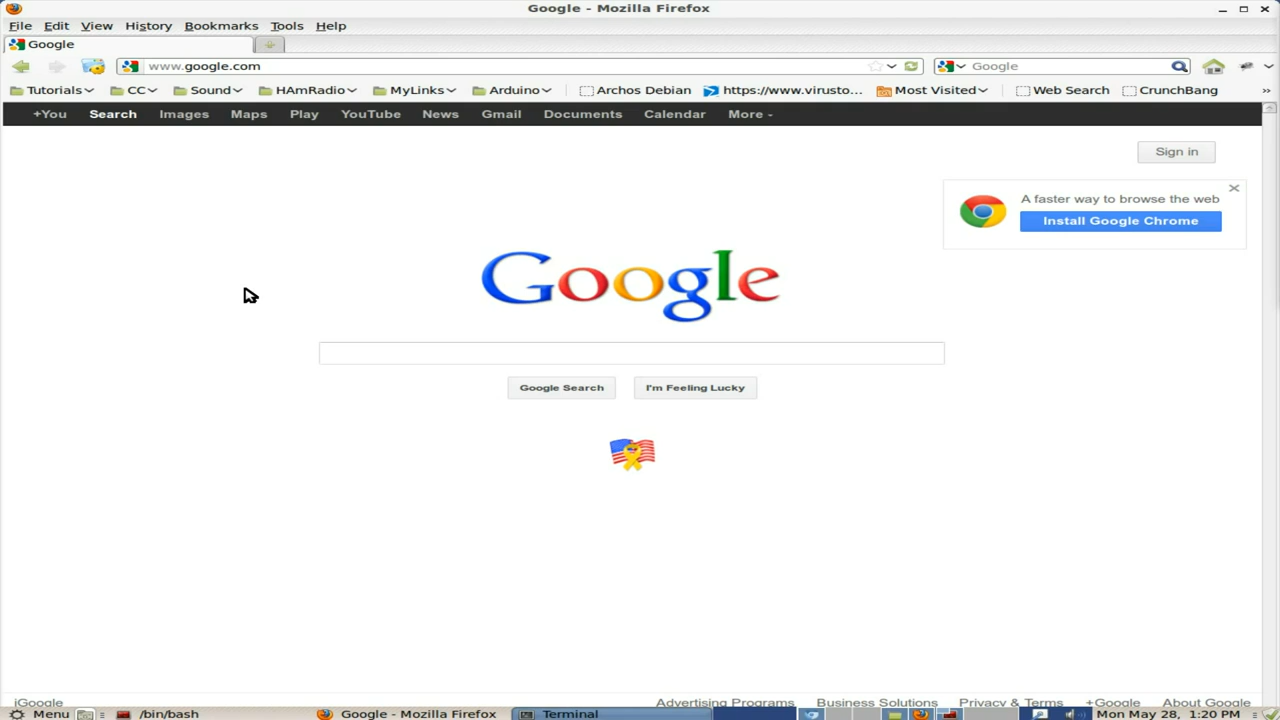 Google - Mozilla Firefox
File Edit View History Bookmarks Tools Help
Google
www.google.com Google
Tutorials CC Sound HAmRadio MyLinks Arduino Archos Debian https://www.virusto... Most Visited Web Search CrunchBang »
+You Search Images Maps Play YouTube News Gmail Documents Calendar More
Sign in
A faster way to browse the web
Install Google Chrome
Google
Google Search I'm Feeling Lucky
iGoogle Advertising Programs Business Solutions Privacy & Terms +Google About Google
Menu /bin/bash Google - Mozilla Firefox Terminal Mon May 28, 1:20 PM